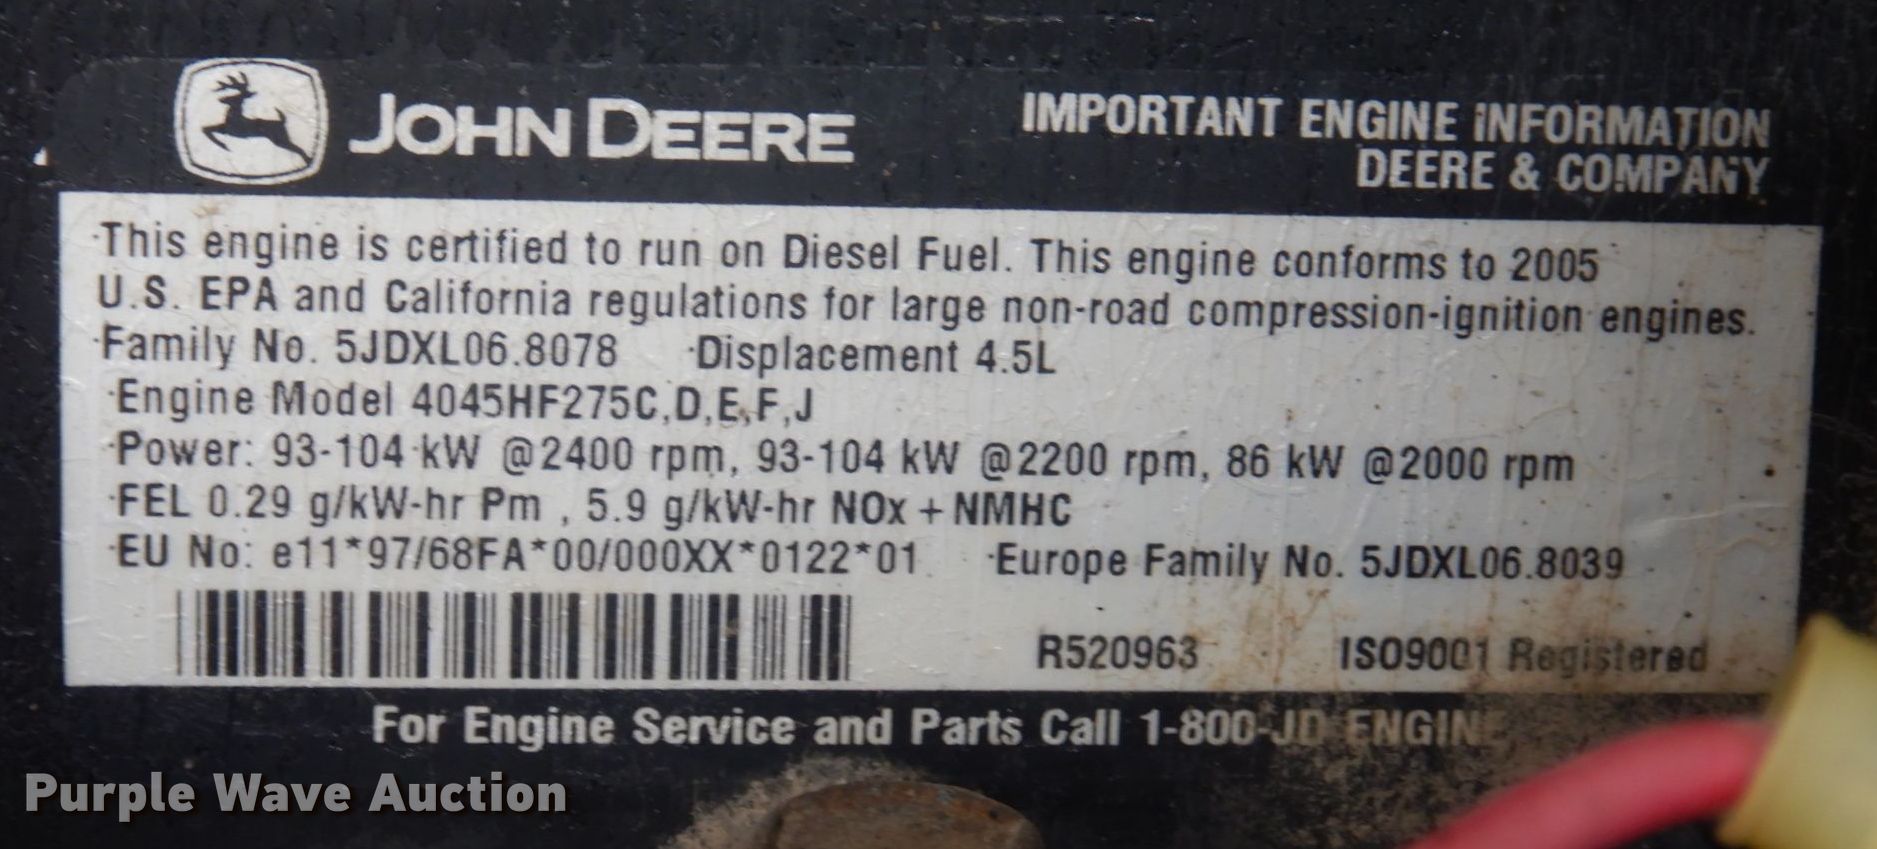 JOHN DEERE
IMPORTANT ENGINE INFORMATION
DEERE & COMPANY
·This engine is certified to run on Diesel Fuel. This engine conforms to 2005
U.S. EPA and California regulations for large non-road compression-ignition engines.
·Family No. 5JDXL06.8078 ·Displacement 4.5L
·Engine Model 4045HF275C,D,E,F,J
·Power: 93-104 kW @2400 rpm, 93-104 kW @2200 rpm, 86 kW @2000 rpm
·FEL 0.29 g/kW-hr Pm , 5.9 g/kW-hr NOx + NMHC
·EU No: e11*97/68FA*00/000XX*0122*01 ·Europe Family No. 5JDXL06.8039
R520963 ISO9001 Registered
For Engine Service and Parts Call 1-800-JD ENGINE
Purple Wave Auction